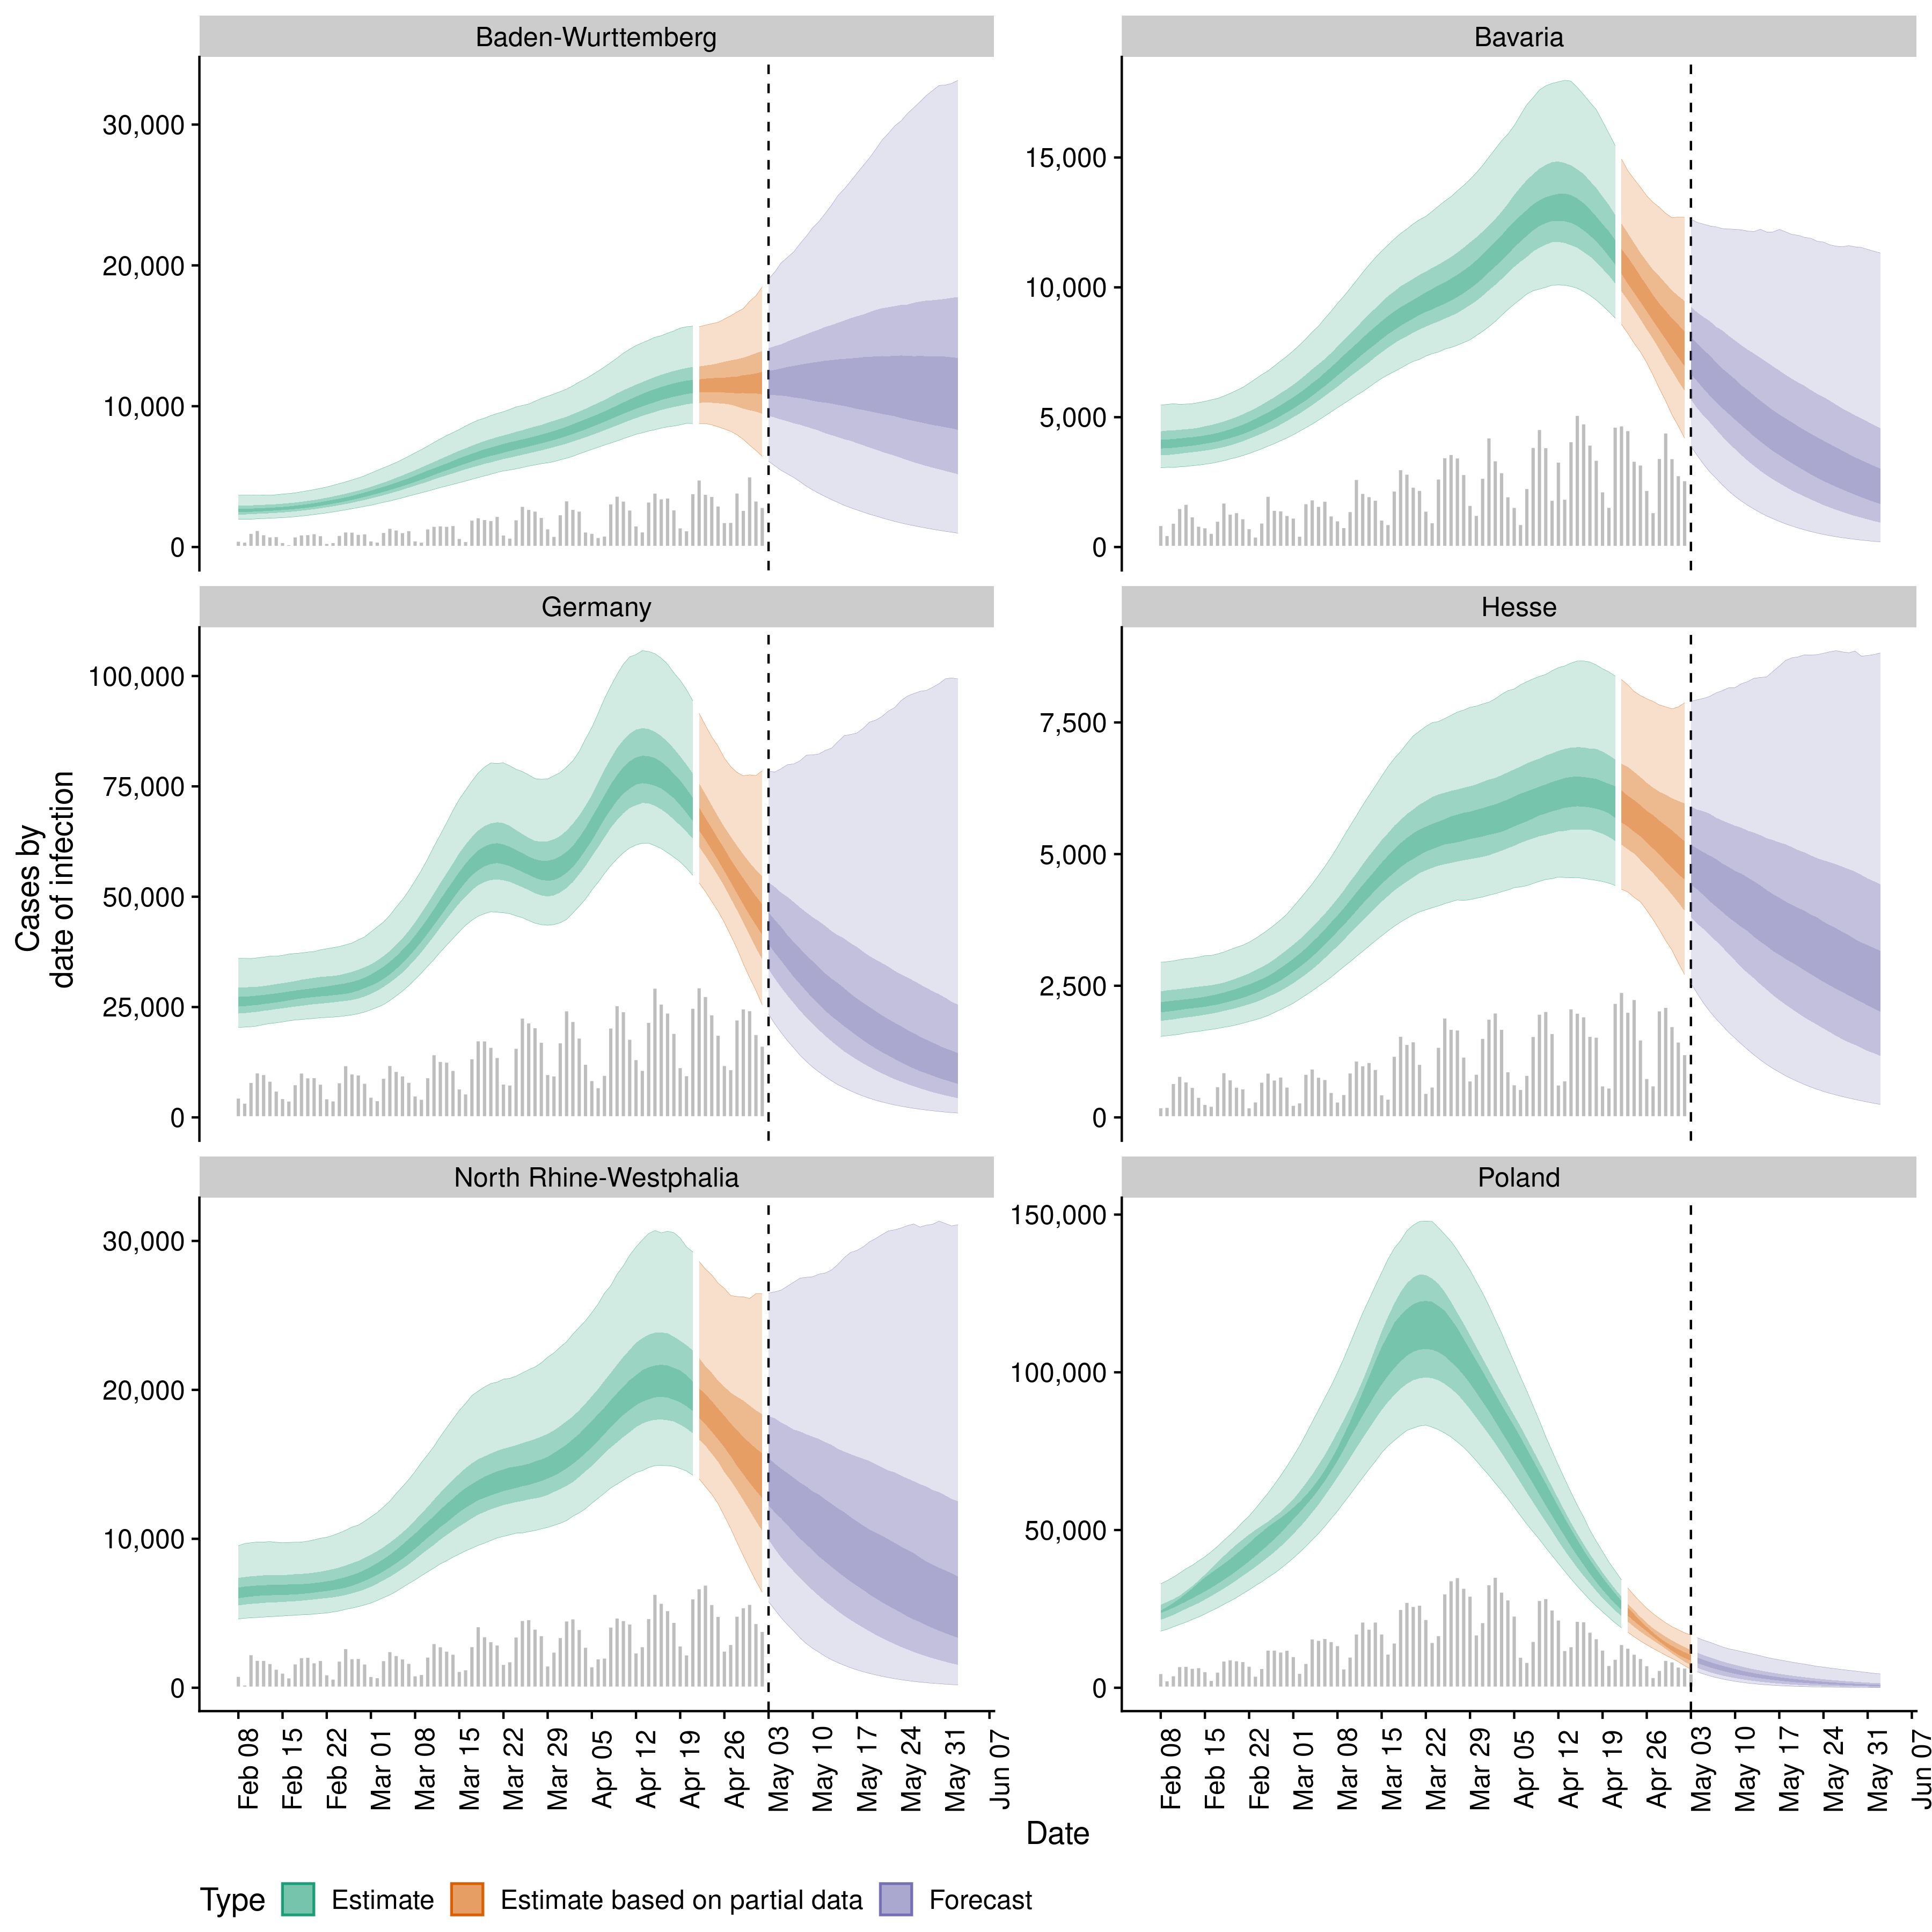 Baden-Wurttemberg
Bavaria
30,000
20,000
10,000
0
15,000
10,000
5,000
0
Germany
Hesse
100,000
75,000
50,000
25,000
0
7,500
5,000
2,500
0
Cases by
date of infection
North Rhine-Westphalia
Poland
30,000
20,000
10,000
0
150,000
100,000
50,000
0
Feb 08
Feb 15
Feb 22
Mar 01
Mar 08
Mar 15
Mar 22
Mar 29
Apr 05
Apr 12
Apr 19
Apr 26
May 03
May 10
May 17
May 24
May 31
Jun 07
Feb 08
Feb 15
Feb 22
Mar 01
Mar 08
Mar 15
Mar 22
Mar 29
Apr 05
Apr 12
Apr 19
Apr 26
May 03
May 10
May 17
May 24
May 31
Jun 07
Date
Type Estimate Estimate based on partial data Forecast